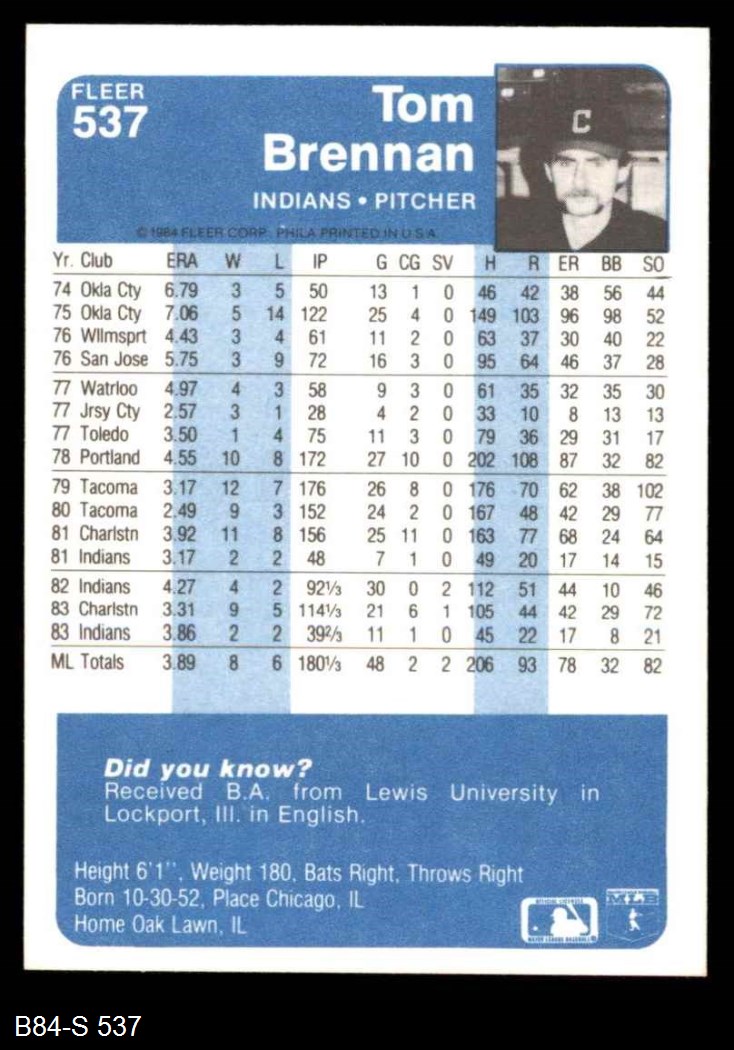 FLEER
537
Tom
Brennan
INDIANS • PITCHER
© 1984 FLEER CORP. PHILA PRINTED IN U.S.A.
Yr. Club ERA W L IP G CG SV H R ER BB SO
74 Okla Cty 6.79 3 5 50 13 1 0 46 42 38 56 44
75 Okla Cty 7.06 5 14 122 25 4 0 149 103 96 98 52
76 Wllmsprt 4.43 3 4 61 11 2 0 63 37 30 40 22
76 San Jose 5.75 3 9 72 16 3 0 95 64 46 37 28
77 Watrloo 4.97 4 3 58 9 3 0 61 35 32 35 30
77 Jrsy Cty 2.57 3 1 28 4 2 0 33 10 8 13 13
77 Toledo 3.50 1 4 75 11 3 0 79 36 29 31 17
78 Portland 4.55 10 8 172 27 10 0 202 108 87 32 82
79 Tacoma 3.17 12 7 176 26 8 0 176 70 62 38 102
80 Tacoma 2.49 9 3 152 24 2 0 167 48 42 29 77
81 Charlstn 3.92 11 8 156 25 11 0 163 77 68 24 64
81 Indians 3.17 2 2 48 7 1 0 49 20 17 14 15
82 Indians 4.27 4 2 92⅓ 30 0 2 112 51 44 10 46
83 Charlstn 3.31 9 5 114⅓ 21 6 1 105 44 42 29 72
83 Indians 3.86 2 2 39⅔ 11 1 0 45 22 17 8 21
ML Totals 3.89 8 6 180⅓ 48 2 2 206 93 78 32 82
Did you know?
Received B.A. from Lewis University in
Lockport, Ill. in English.
Height 6'1'', Weight 180, Bats Right, Throws Right
Born 10-30-52, Place Chicago, IL
Home Oak Lawn, IL
C
MAJOR LEAGUE BASEBALL
B84-S 537